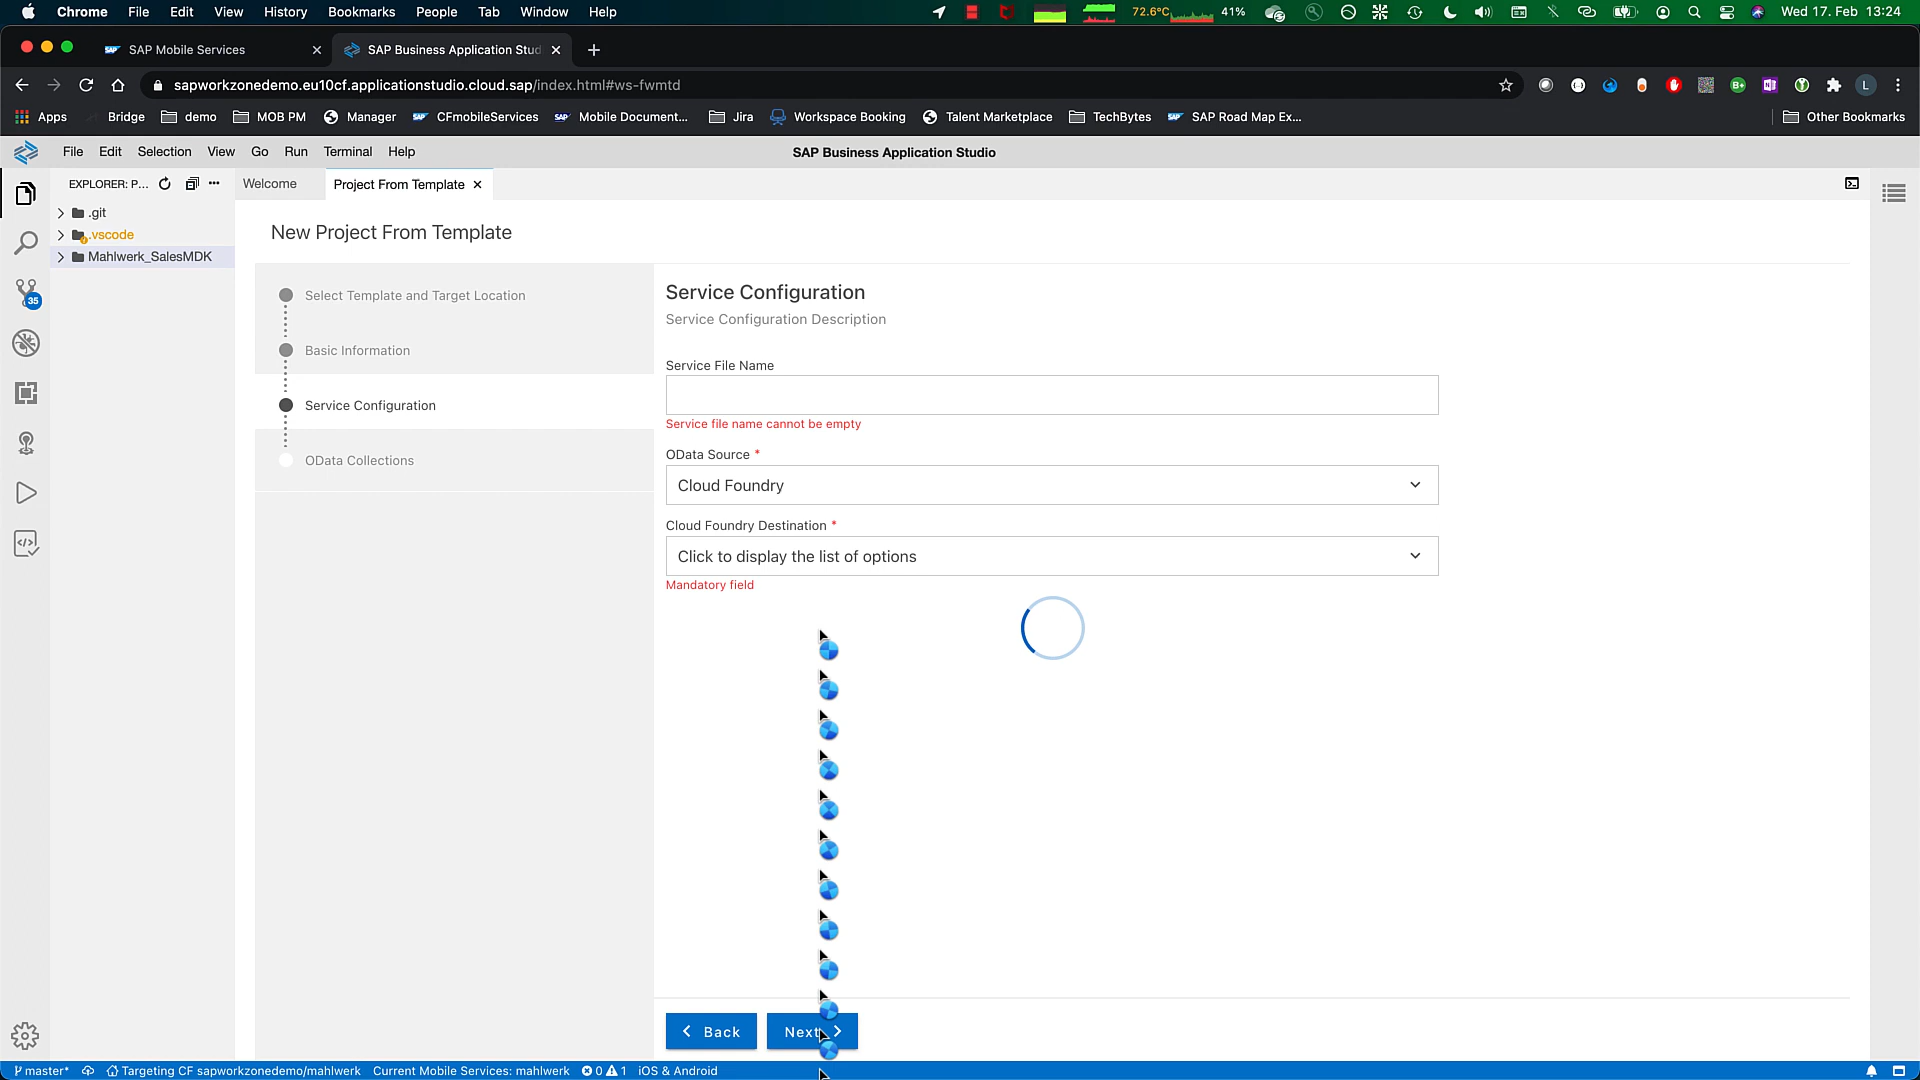 Chrome File Edit View History Bookmarks People Tab Window Help 72.6°C 41% Wed 17. Feb 13:24
SAP Mobile Services SAP Business Application Stud
sapworkzonedemo.eu10cf.applicationstudio.cloud.sap/index.html#ws-fwmtd
Apps Bridge demo MOB PM Manager CFmobileServices Mobile Document... Jira Workspace Booking Talent Marketplace TechBytes SAP Road Map Ex... Other Bookmarks
File Edit Selection View Go Run Terminal Help SAP Business Application Studio
EXPLORER: P... Welcome Project From Template
.git
.vscode
Mahlwerk_SalesMDK
35
New Project From Template
Select Template and Target Location
Basic Information
Service Configuration
OData Collections
Service Configuration
Service Configuration Description
Service File Name
Service file name cannot be empty
OData Source *
Cloud Foundry
Cloud Foundry Destination *
Click to display the list of options
Mandatory field
Back Next
master* Targeting CF sapworkzonedemo/mahlwerk Current Mobile Services: mahlwerk 0 1 iOS & Android